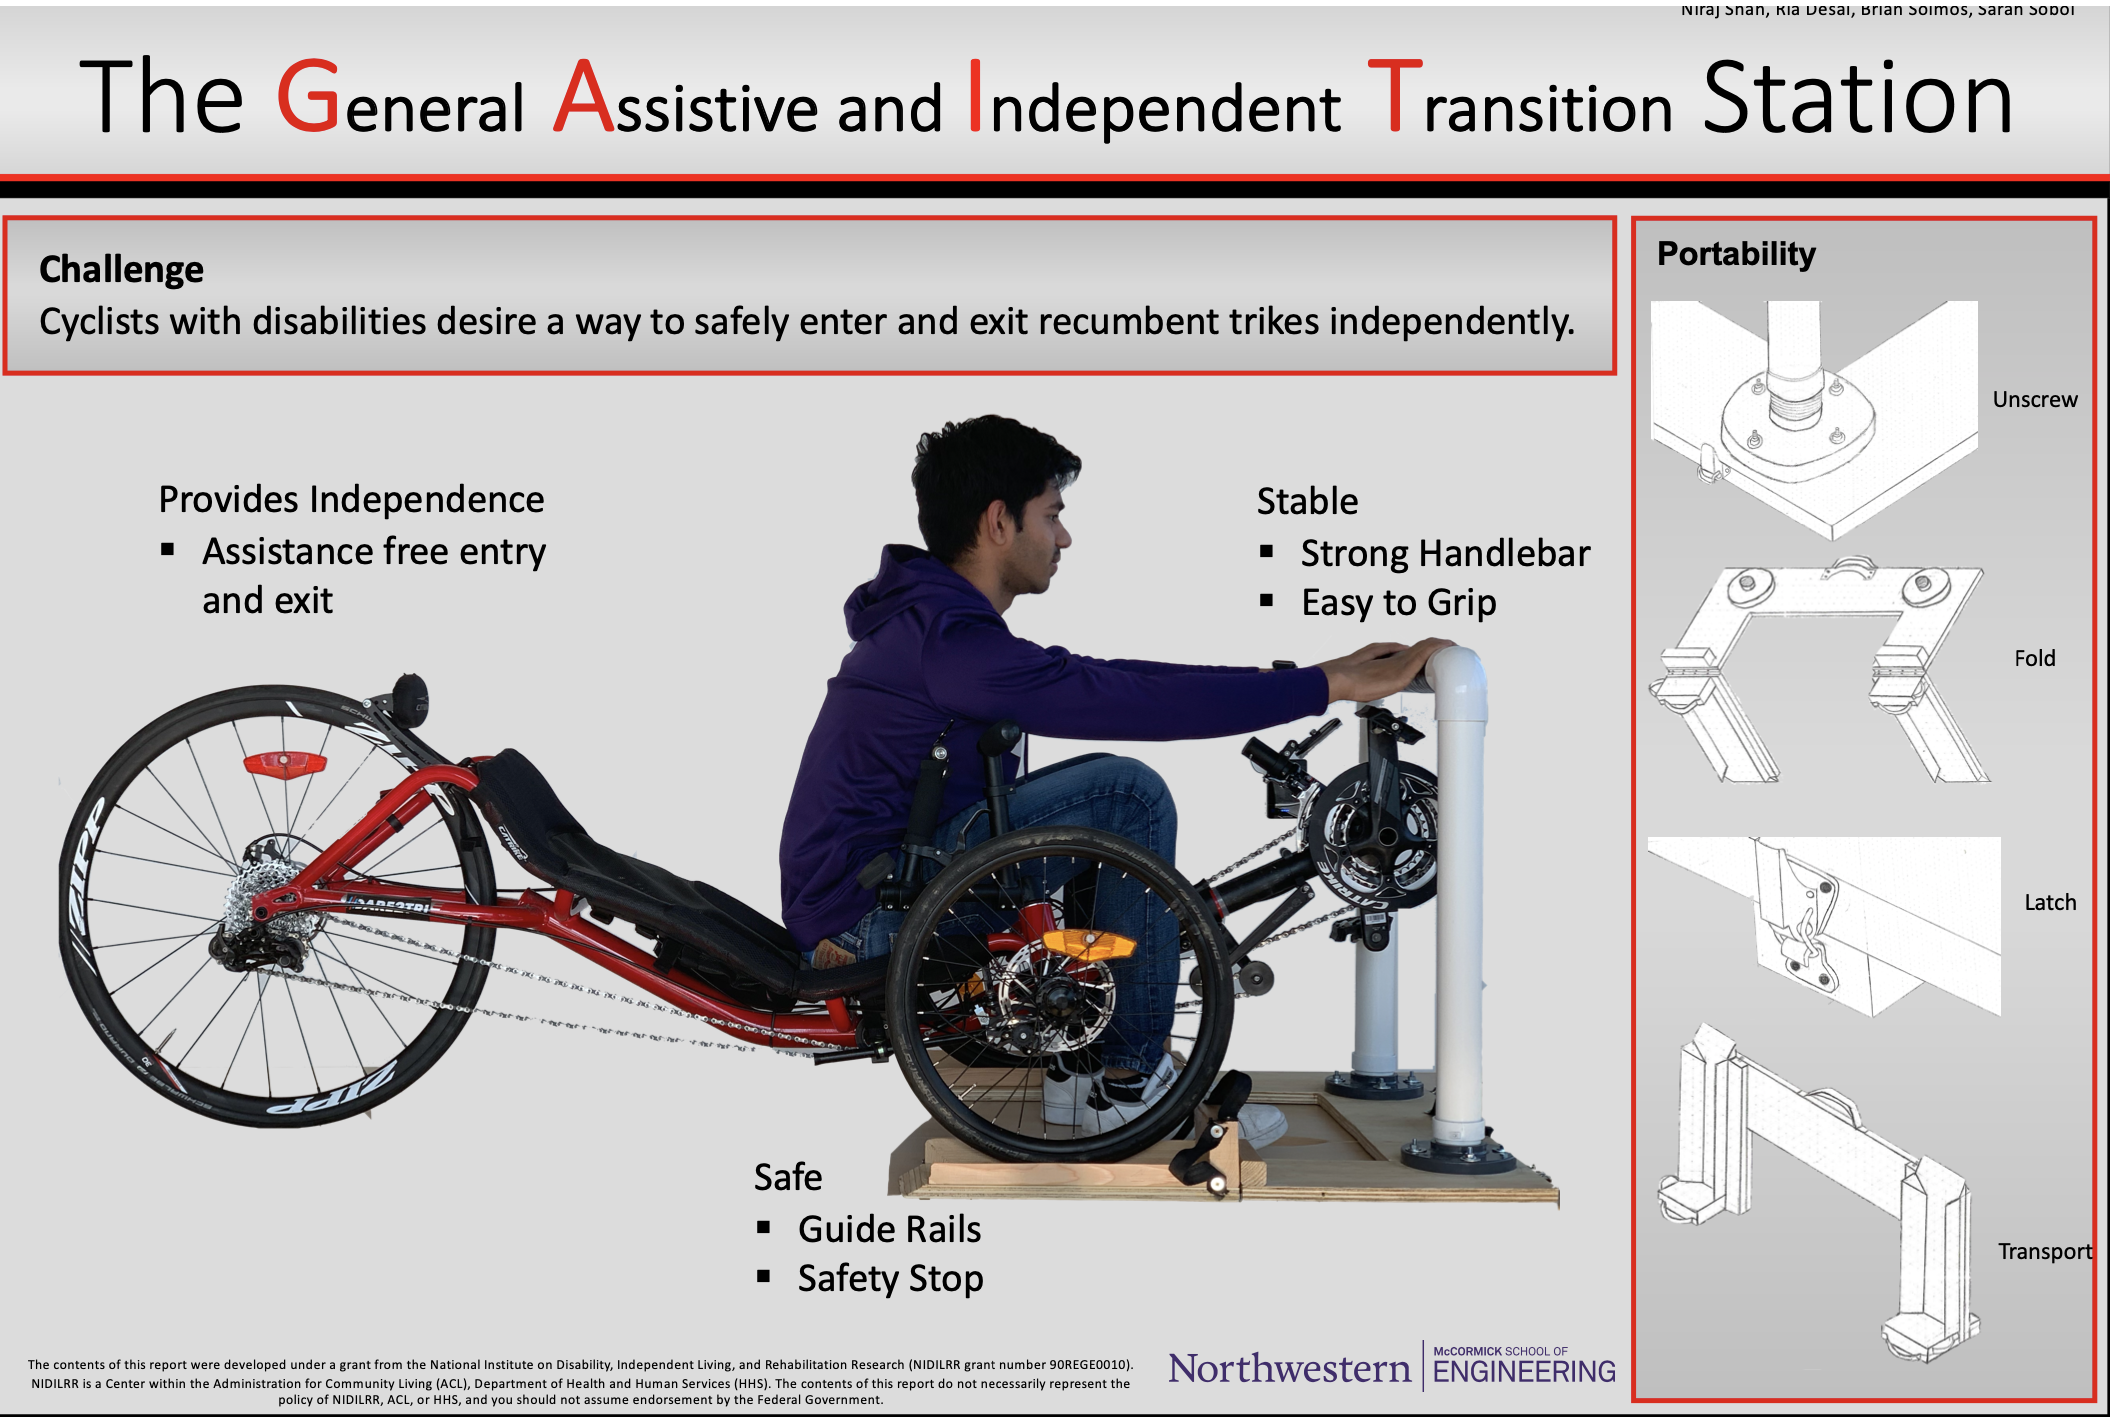 Niraj Shah, Ria Desai, Brian Solmos, Sarah Sobol
The General Assistive and Independent Transition Station
Challenge
Cyclists with disabilities desire a way to safely enter and exit recumbent trikes independently.
Portability
Unscrew
Fold
Latch
Transport
Provides Independence
▪ Assistance free entry
and exit
Stable
▪ Strong Handlebar
▪ Easy to Grip
ZIPP
ZIPP
CATRIKE
Safe
▪ Guide Rails
▪ Safety Stop
The contents of this report were developed under a grant from the National Institute on Disability, Independent Living, and Rehabilitation Research (NIDILRR grant number 90REGE0010).
NIDILRR is a Center within the Administration for Community Living (ACL), Department of Health and Human Services (HHS). The contents of this report do not necessarily represent the
policy of NIDILRR, ACL, or HHS, and you should not assume endorsement by the Federal Government.
Northwestern
McCORMICK SCHOOL OF
ENGINEERING